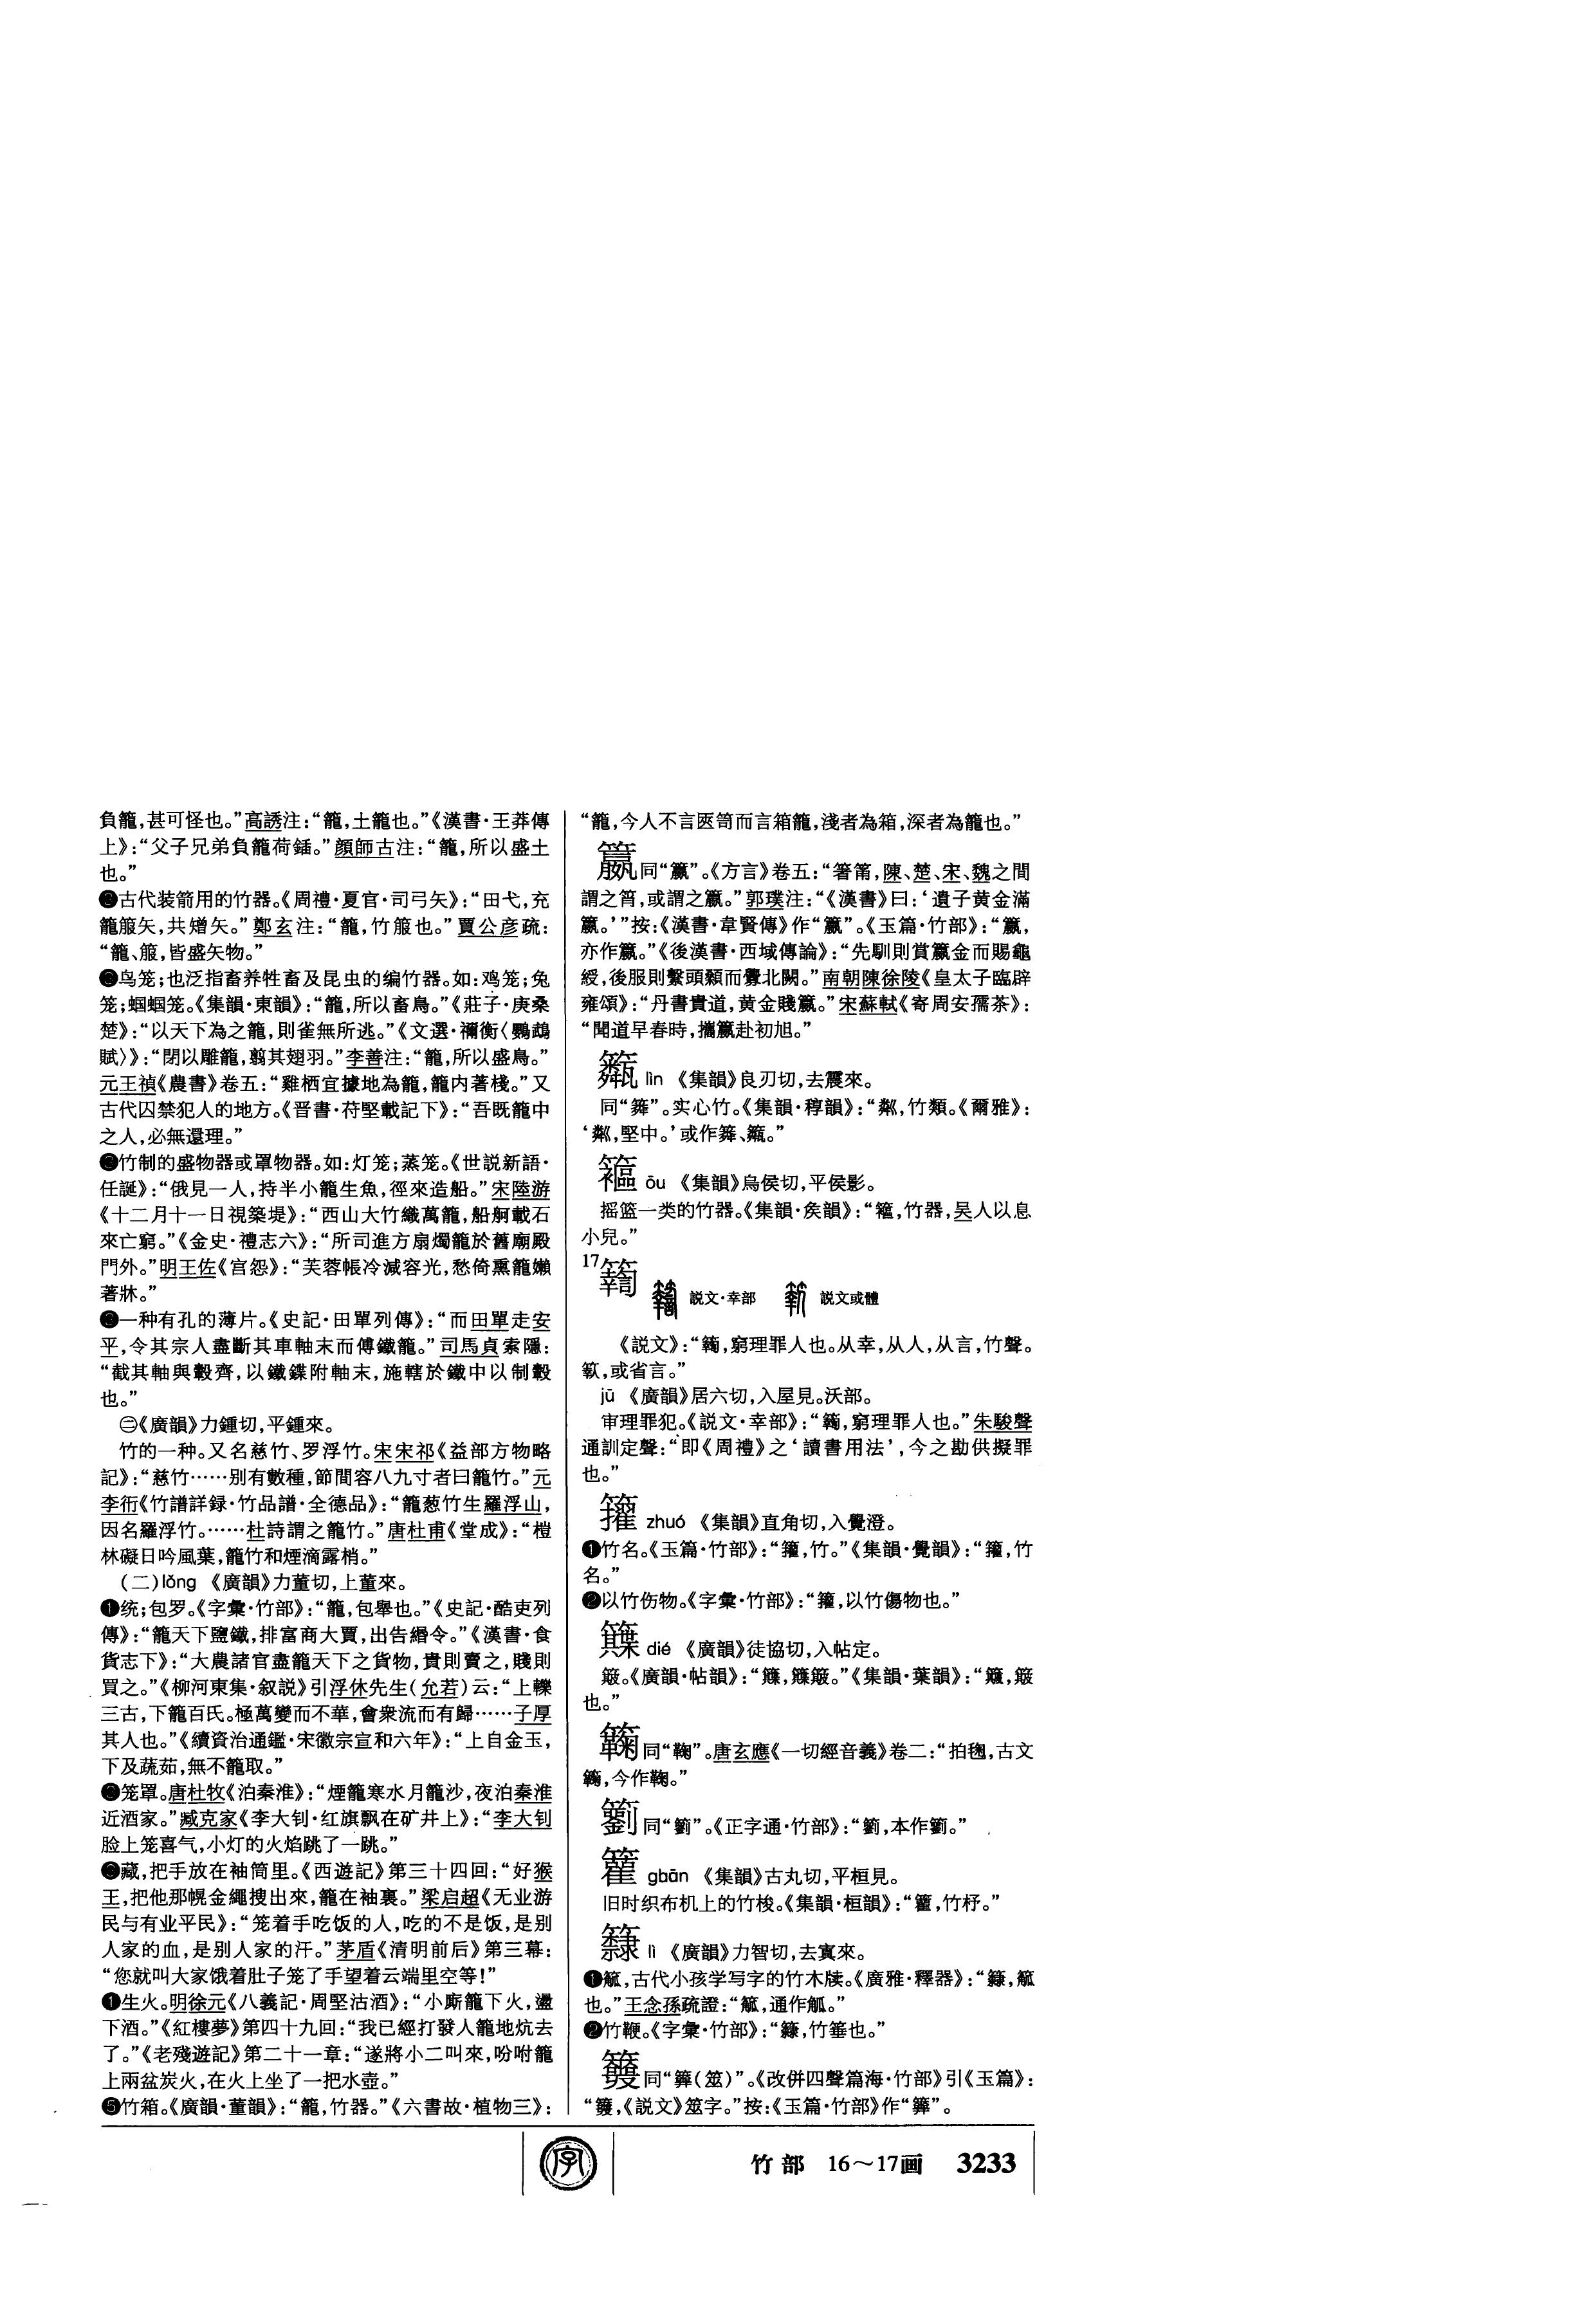 負籠，甚可怪也。”高誘注：“籠，土籠也。”《漢書·王莽傳
上》：“父子兄弟負籠荷鍤。”顔師古注：“籠，所以盛土
也。”
❷古代装箭用的竹器。《周禮·夏官·司弓矢》：“田弋，充
籠箙矢，共矰矢。”鄭玄注：“籠，竹箙也。”賈公彦疏：
“籠、箙，皆盛矢物。”
❸鸟笼；也泛指畜养牲畜及昆虫的编竹器。如：鸡笼；兔
笼；蝈蝈笼。《集韻·東韻》：“籠，所以畜鳥。”《莊子·庚桑
楚》：“以天下為之籠，則雀無所逃。”《文選·禰衡〈鸚鵡
賦〉》：“閉以雕籠，翦其翅羽。”李善注：“籠，所以盛鳥。”
元王禎《農書》卷五：“雞栖宜據地為籠，籠内著棧。”又
古代囚禁犯人的地方。《晋書·苻堅載記下》：“吾既籠中
之人，必無還理。”
竹制的盛物器或罩物器。如：灯笼；蒸笼。《世説新語·
任誕》：“俄見一人，持半小籠生魚，徑來造船。”宋陸游
《十二月十一日視築堤》：“西山大竹織萬籠，船舸載石
來亡窮。”《金史·禮志六》：“所司進方扇燭籠於舊廟殿
門外。”明王佐《宫怨》：“芙蓉帳冷減容光，愁倚熏籠嬾
著牀。”
一种有孔的薄片。《史記·田單列傳》：“而田單走安
平，令其宗人盡斷其車軸末而傅鐵籠。”司馬貞索隱：
“截其軸與轂齊，以鐵鍱附軸末，施轄於鐵中以制轂
也。”
㊁《廣韻》力鍾切，平鍾來。
竹的一种。又名慈竹、罗浮竹。宋宋祁《益部方物略
記》：“慈竹……别有數種，節間容八九寸者曰籠竹。”元
李衎《竹譜詳録·竹品譜·全德品》：“籠葱竹生羅浮山，
因名羅浮竹。……杜詩謂之籠竹。”唐杜甫《堂成》：“榿
林礙日吟風葉，籠竹和煙滴露梢。”
(二)lǒng 《廣韻》力董切，上董來。
❶统；包罗。《字彙·竹部》：“籠，包舉也。”《史記·酷吏列
傳》：“籠天下鹽鐵，排富商大賈，出告緡令。”《漢書·食
貨志下》：“大農諸官盡籠天下之貨物，貴則賣之，賤則
買之。”《柳河東集·叙説》引浮休先生(允若)云：“上轢
三古，下籠百氏。極萬變而不華，會衆流而有歸……子厚
其人也。”《續資治通鑑·宋徽宗宣和六年》：“上自金玉，
下及蔬茹，無不籠取。”
❷笼罩。唐杜牧《泊秦淮》：“煙籠寒水月籠沙，夜泊秦淮
近酒家。”臧克家《李大钊·红旗飘在矿井上》：“李大钊
脸上笼喜气，小灯的火焰跳了一跳。”
❸藏，把手放在袖筒里。《西遊記》第三十四回：“好猴
王，把他那幌金繩搜出來，籠在袖裏。”梁启超《无业游
民与有业平民》：“笼着手吃饭的人，吃的不是饭，是别
人家的血，是别人家的汗。”茅盾《清明前后》第三幕：
“您就叫大家饿着肚子笼了手望着云端里空等！”
❶生火。明徐元《八義記·周堅沽酒》：“小廝籠下火，盪
下酒。”《紅樓夢》第四十九回：“我已經打發人籠地炕去
了。”《老殘遊記》第二十一章：“遂將小二叫來，吩咐籠
上兩盆炭火，在火上坐了一把水壺。”
❺竹箱。《廣韻·董韻》：“籠，竹器。”《六書故·植物三》：
“籠，今人不言医笥而言箱籠，淺者為箱，深者為籠也。”
籯同“籝”。《方言》卷五：“箸筩，陳、楚、宋、魏之間
謂之筲，或謂之籯。”郭璞注：“《漢書》曰：‘遺子黄金滿
籯。’”按：《漢書·韋賢傳》作“籝”。《玉篇·竹部》：“籝，
亦作籯。”《後漢書·西域傳論》：“先馴則賞籯金而賜龜
綬，後服則繫頭顙而釁北闕。”南朝陳徐陵《皇太子臨辟
雍頌》：“丹書貴道，黄金賤籯。”宋蘇軾《寄周安孺茶》：
“聞道早春時，攜籯赴初旭。”
lìn 《集韻》良刃切，去震來。
同“䉮”。实心竹。《集韻·稕韻》：“粼，竹類。《爾雅》：
‘粼，堅中。’或作
ōu 《集韻》烏侯切，平侯影。
摇篮一类的竹器。《集韻·矦韻》：“竹器，吴人以息
小兒。”
17
籟 説文·幸部 説文或體
《説文》：“窮理罪人也。从幸，从人，从言，竹聲。
或省言。”
jū 《廣韻》居六切，入屋見。沃部。
审理罪犯。《説文·幸部》：“窮理罪人也。”朱駿聲
通訓定聲：“即《周禮》之‘讀書用法’，今之勘供擬罪
也。”
籗 zhuó 《集韻》直角切，入覺澄。
❶竹名。《玉篇·竹部》：“竹。”《集韻·覺韻》：“竹
名。”
❷以竹伤物。《字彙·竹部》：“以竹傷物也。”
dié 《廣韻》徒協切，入帖定。
簸。《廣韻·帖韻》：“簸。”《集韻·葉韻》：“簸
也。”
同“鞠”。唐玄應《一切經音義》卷二：“拍毱，古文
今作鞠。”
同“籀”。《正字通·竹部》：“本作”
gbān 《集韻》古丸切，平桓見。
旧时织布机上的竹梭。《集韻·桓韻》：“竹杼。”
lì 《廣韻》力智切，去寘來。
❶觚，古代小孩学写字的竹木牍。《廣雅·釋器》：“
也。”王念孫疏證：“通作觚。”
❷竹鞭。《字彙·竹部》：“竹箠也。”
同“(筮)”。《改併四聲篇海·竹部》引《玉篇》：
“《説文》筮字。”按：《玉篇·竹部》作
字
竹部 16～17画 3233